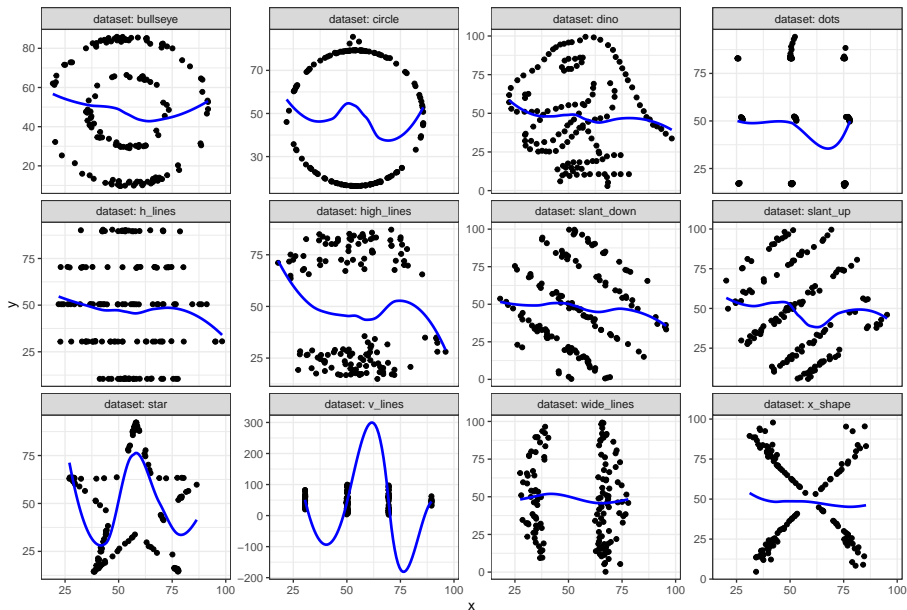 dataset: bullseye
dataset: circle
dataset: dino
dataset: dots
80
60
40
20
70
50
30
100
75
50
25
0
75
50
25
dataset: h_lines
dataset: high_lines
dataset: slant_down
dataset: slant_up
y
75
50
25
75
50
25
100
75
50
25
0
100
75
50
25
dataset: star
dataset: v_lines
dataset: wide_lines
dataset: x_shape
75
50
25
300
200
100
0
−100
−200
100
75
50
25
0
100
75
50
25
0
25 50 75 100
25 50 75 100
25 50 75 100
25 50 75 100
x